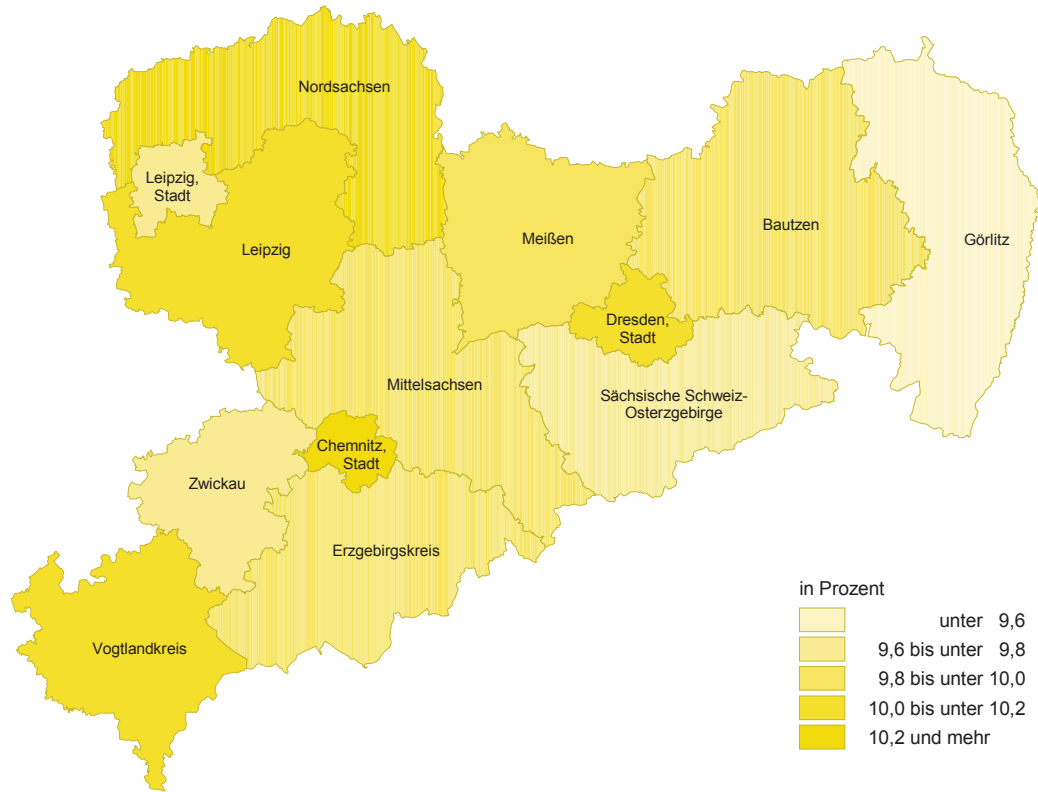 Nordsachsen
Leipzig,
Stadt
Leipzig
Meißen
Bautzen
Görlitz
Dresden,
Stadt
Mittelsachsen
Sächsische Schweiz-
Osterzgebirge
Chemnitz,
Stadt
Zwickau
Erzgebirgskreis
Vogtlandkreis
in Prozent
unter 9,6
9,6 bis unter 9,8
9,8 bis unter 10,0
10,0 bis unter 10,2
10,2 und mehr